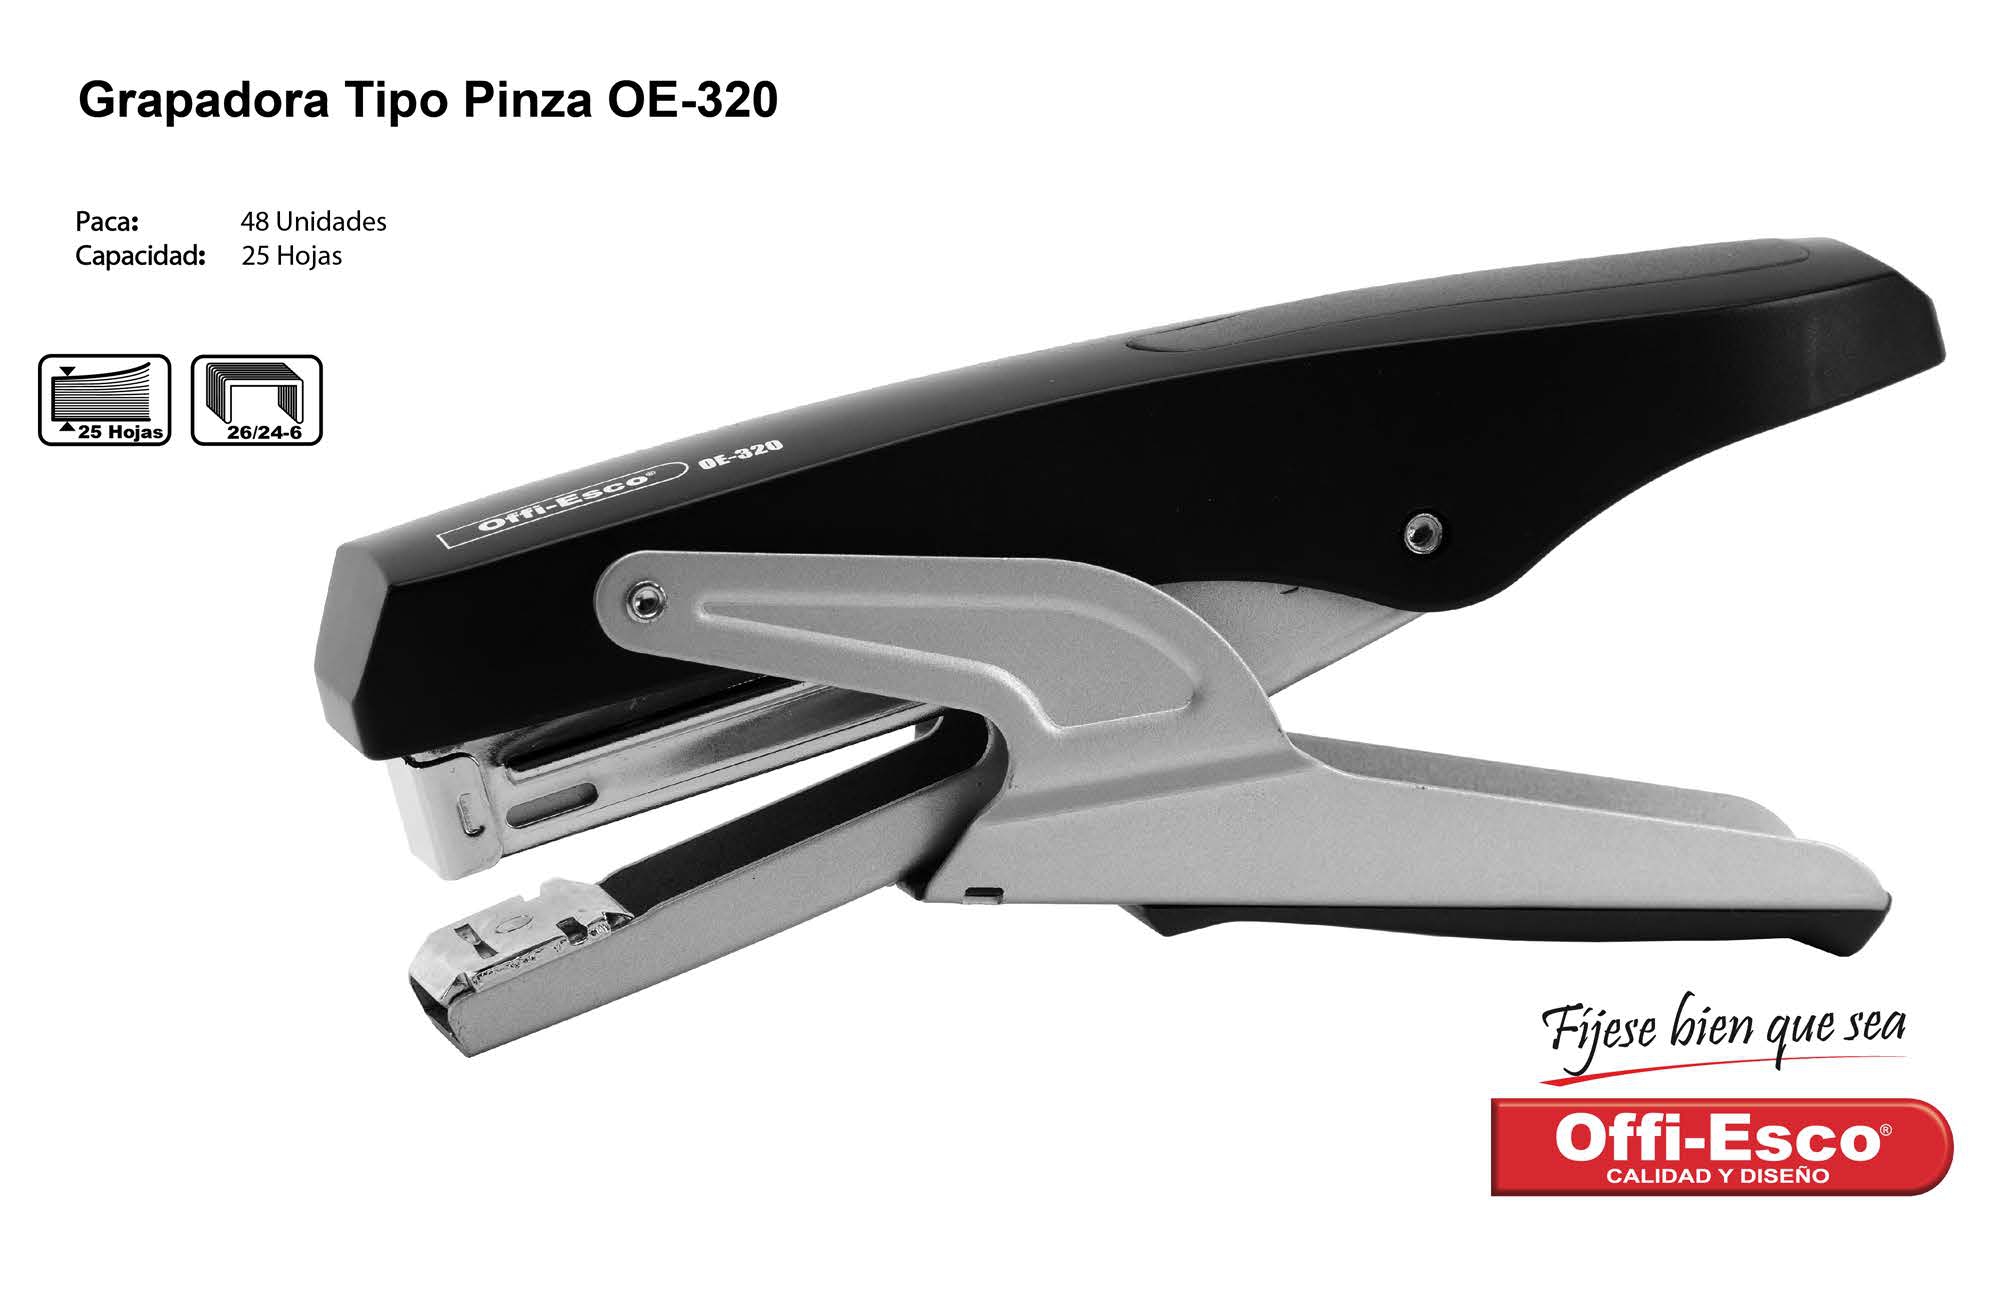 Grapadora Tipo Pinza OE-320
Paca: 48 Unidades
Capacidad: 25 Hojas
25 Hojas
26/24-6
Offi-Esco® OE-320
Fíjese bien que sea
Offi-Esco®
CALIDAD Y DISEÑO